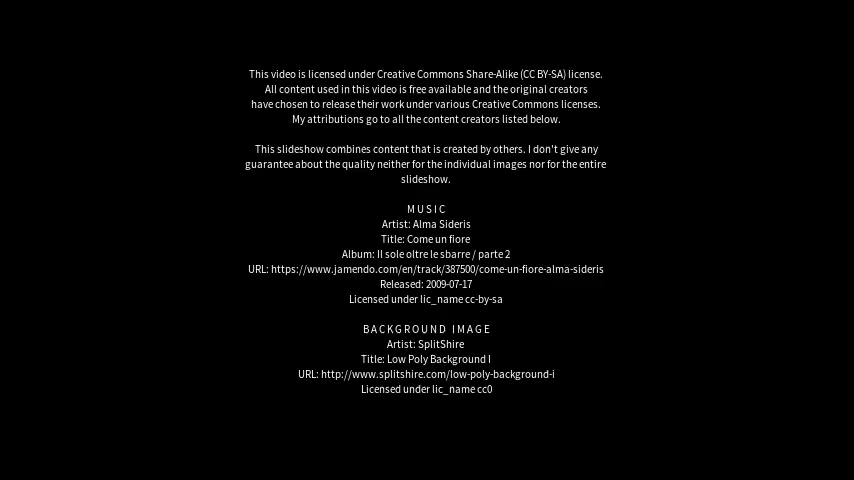 This video is licensed under Creative Commons Share-Alike (CC BY-SA) license.
All content used in this video is free available and the original creators
have chosen to release their work under various Creative Commons licenses.
My attributions go to all the content creators listed below.
This slideshow combines content that is created by others. I don't give any
guarantee about the quality neither for the individual images nor for the entire
slideshow.
MUSIC
Artist: Alma Sideris
Title: Come un fiore
Album: Il sole oltre le sbarre / parte 2
URL: https://www.jamendo.com/en/track/387500/come-un-fiore-alma-sideris
Released: 2009-07-17
Licensed under lic_name cc-by-sa
BACKGROUND IMAGE
Artist: SplitShire
Title: Low Poly Background I
URL: http://www.splitshire.com/low-poly-background-i
Licensed under lic_name cc0